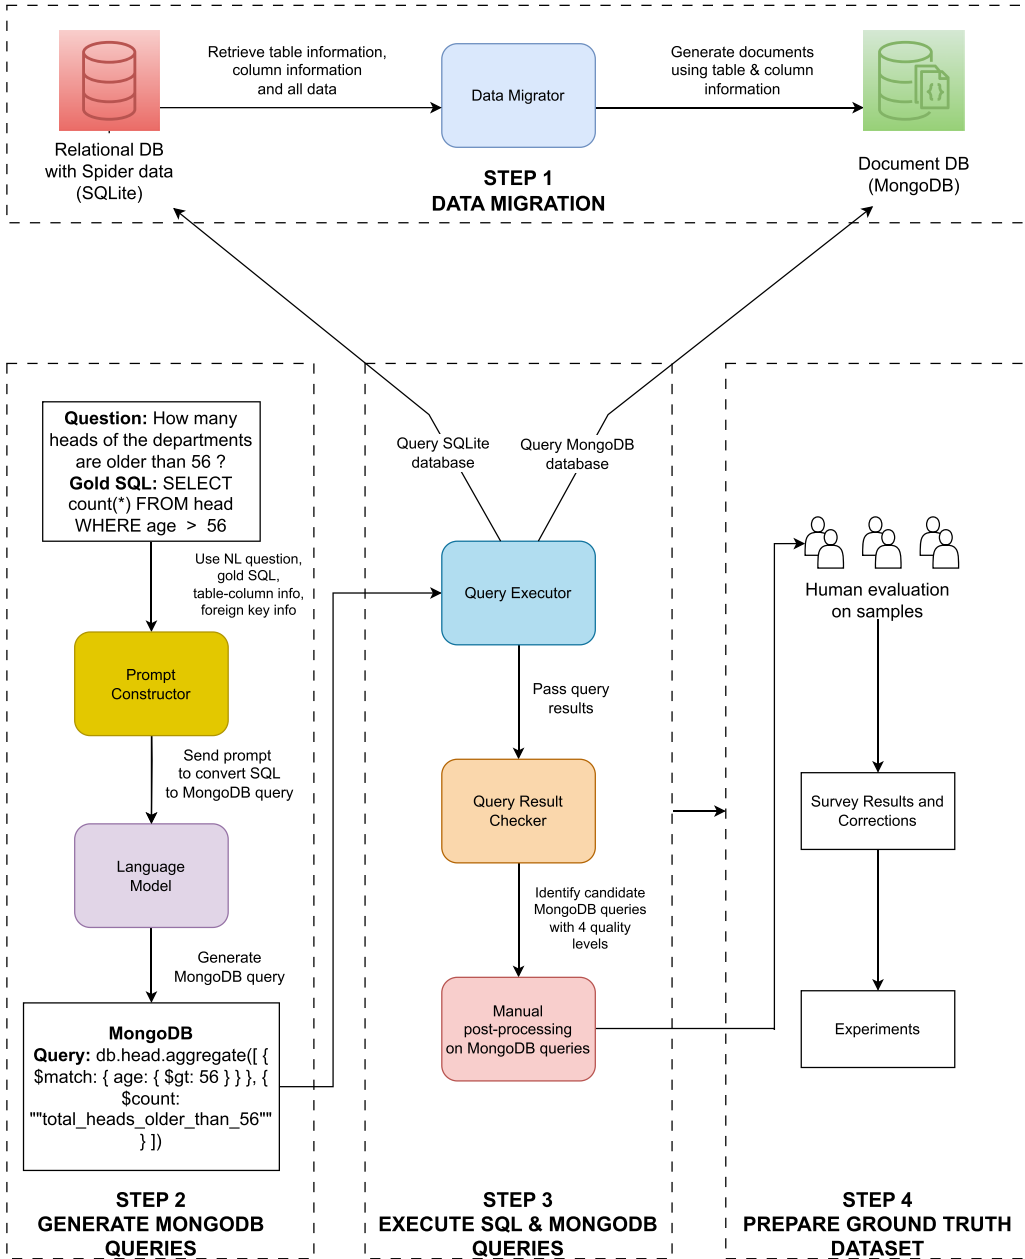 Retrieve table information,
column information
and all data
Data Migrator
Generate documents
using table & column
information
Relational DB
with Spider data
(SQLite)
STEP 1
DATA MIGRATION
Document DB
(MongoDB)
Question: How many
heads of the departments
are older than 56 ?
Gold SQL: SELECT
count(*) FROM head
WHERE age > 56
Use NL question,
gold SQL,
table-column info,
foreign key info
Prompt
Constructor
Send prompt
to convert SQL
to MongoDB query
Language
Model
Generate
MongoDB query
MongoDB
Query: db.head.aggregate([ {
$match: { age: { $gt: 56 } } }, {
$count:
""total_heads_older_than_56""
} ])
STEP 2
GENERATE MONGODB
QUERIES
Query SQLite
database
Query MongoDB
database
Query Executor
Pass query
results
Query Result
Checker
Identify candidate
MongoDB queries
with 4 quality
levels
Manual
post-processing
on MongoDB queries
STEP 3
EXECUTE SQL & MONGODB
QUERIES
Human evaluation
on samples
Survey Results and
Corrections
Experiments
STEP 4
PREPARE GROUND TRUTH
DATASET